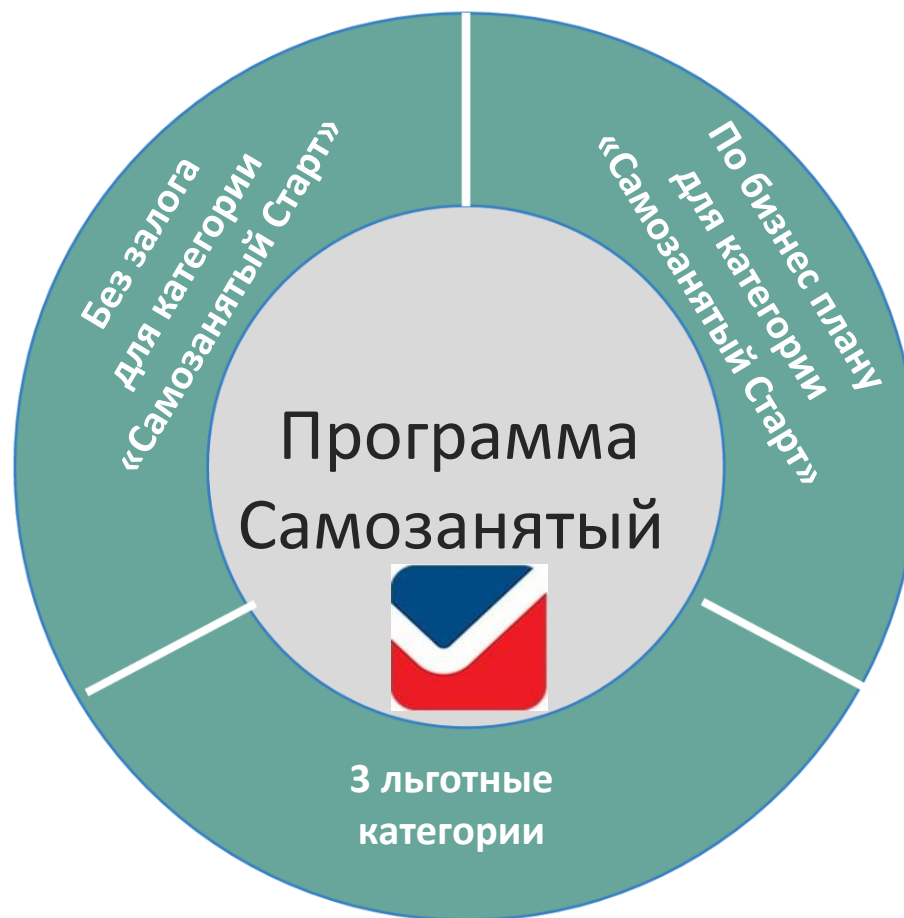 Без залога
для категории
«Самозанятый Старт»
По бизнес плану
для категории
«Самозанятый Старт»
Программа
Самозанятый
3 льготные
категории